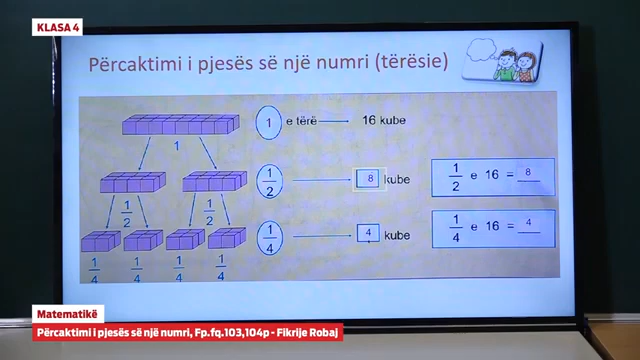 KLASA 4
Përcaktimi i pjesës së një numri (tërësie)
1 e tërë 16 kube
1
1/2 8 kube
1/2 e 16 = 8
1/2 1/2
1/4 4 kube
1/4 e 16 = 4
1/4 1/4 1/4 1/4
Matematikë
Përcaktimi i pjesës së një numri, Fp.fq.103,104p - Fikrije Robaj